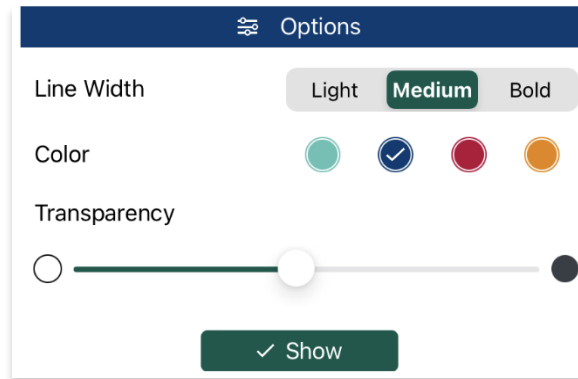 Options
Line Width Light Medium Bold
Color
Transparency
Show